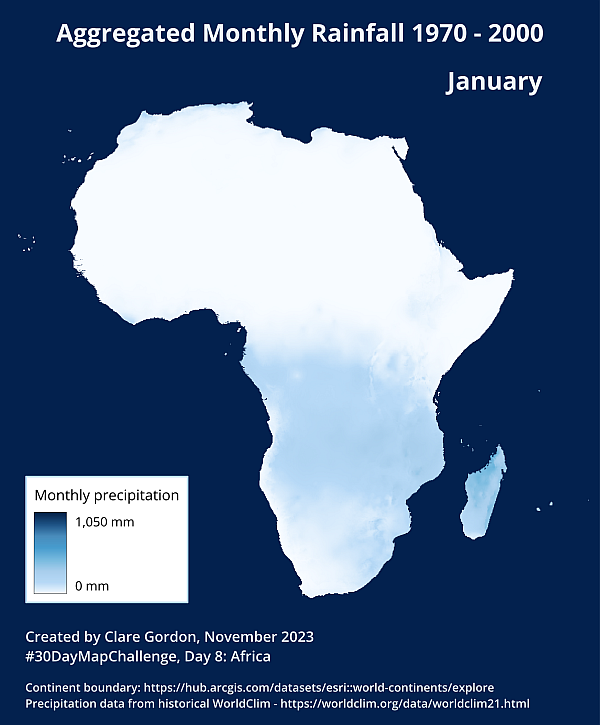 Aggregated Monthly Rainfall 1970 - 2000
January
Monthly precipitation
1,050 mm
0 mm
Created by Clare Gordon, November 2023
#30DayMapChallenge, Day 8: Africa
Continent boundary: https://hub.arcgis.com/datasets/esri::world-continents/explore
Precipitation data from historical WorldClim - https://worldclim.org/data/worldclim21.html